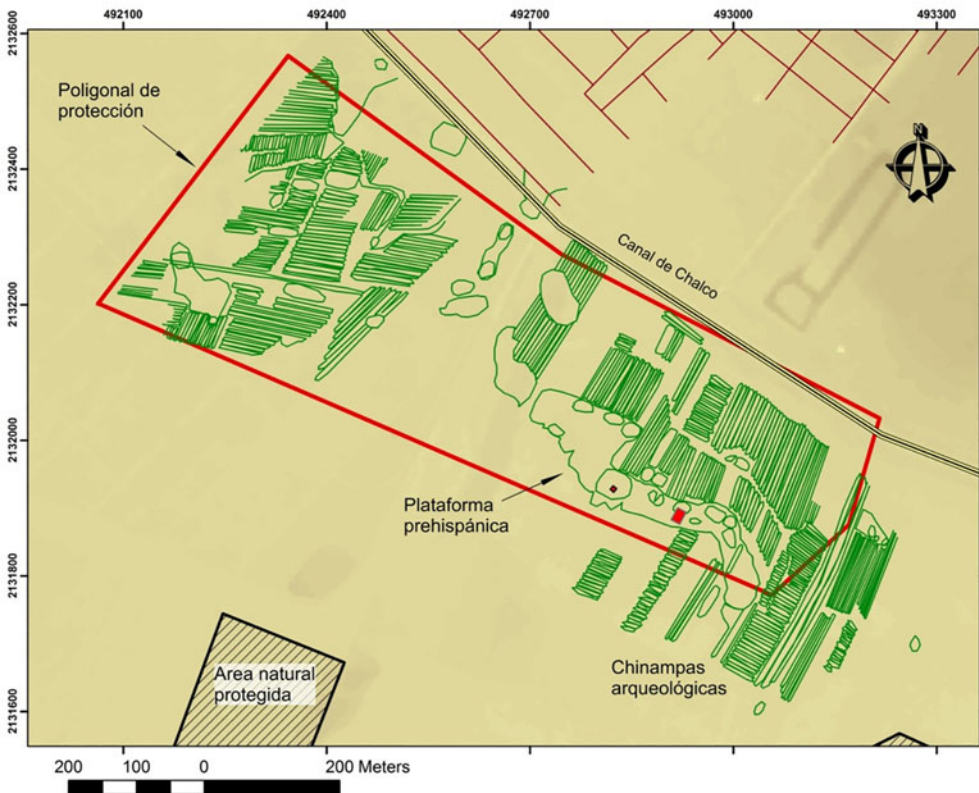 492100 492400 492700 493000 493300
2132600
2132400
2132200
2132000
2131800
2131600
N
Poligonal de
protección
Canal de Chalco
Plataforma
prehispánica
Chinampas
arqueológicas
Area natural
protegida
200 100 0 200 Meters